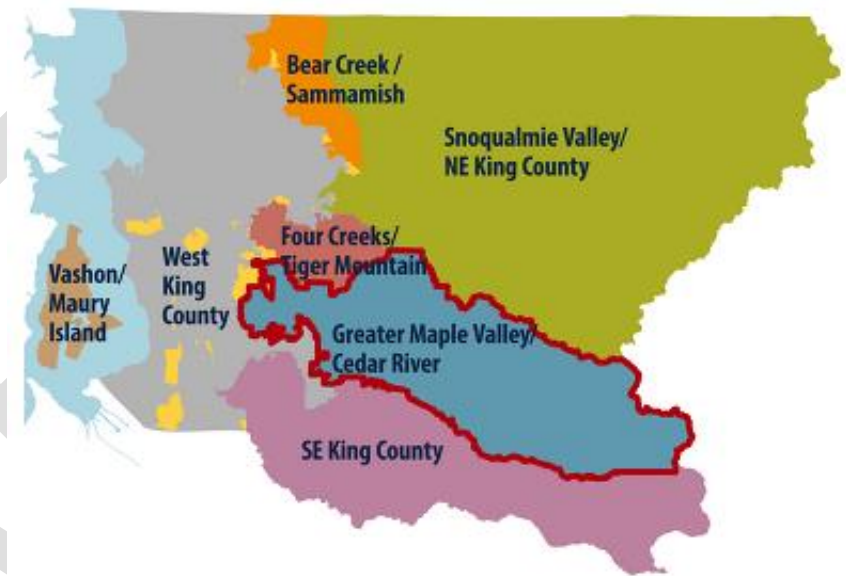 Bear Creek /
Sammamish
Snoqualmie Valley/
NE King County
Four Creeks/
Tiger Mountain
West
King
County
Vashon/
Maury
Island
Greater Maple Valley/
Cedar River
SE King County